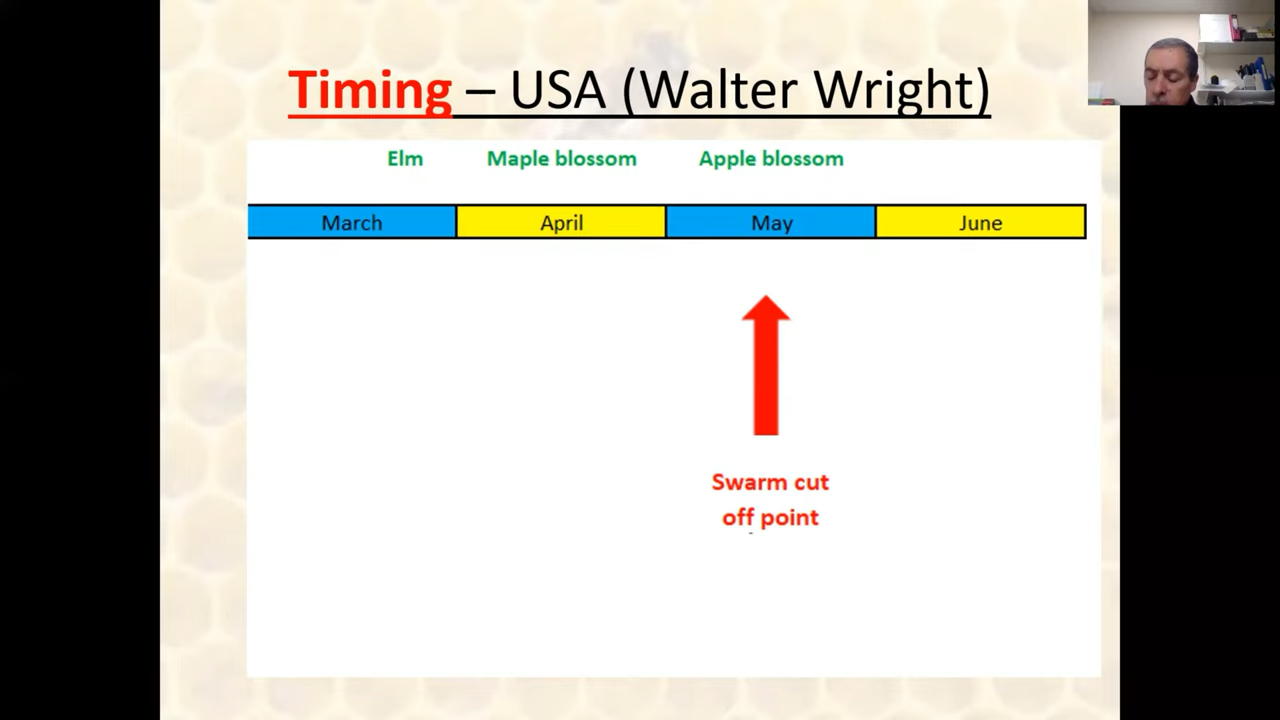 Timing – USA (Walter Wright)
Elm Maple blossom Apple blossom
March April May June
Swarm cut
off point